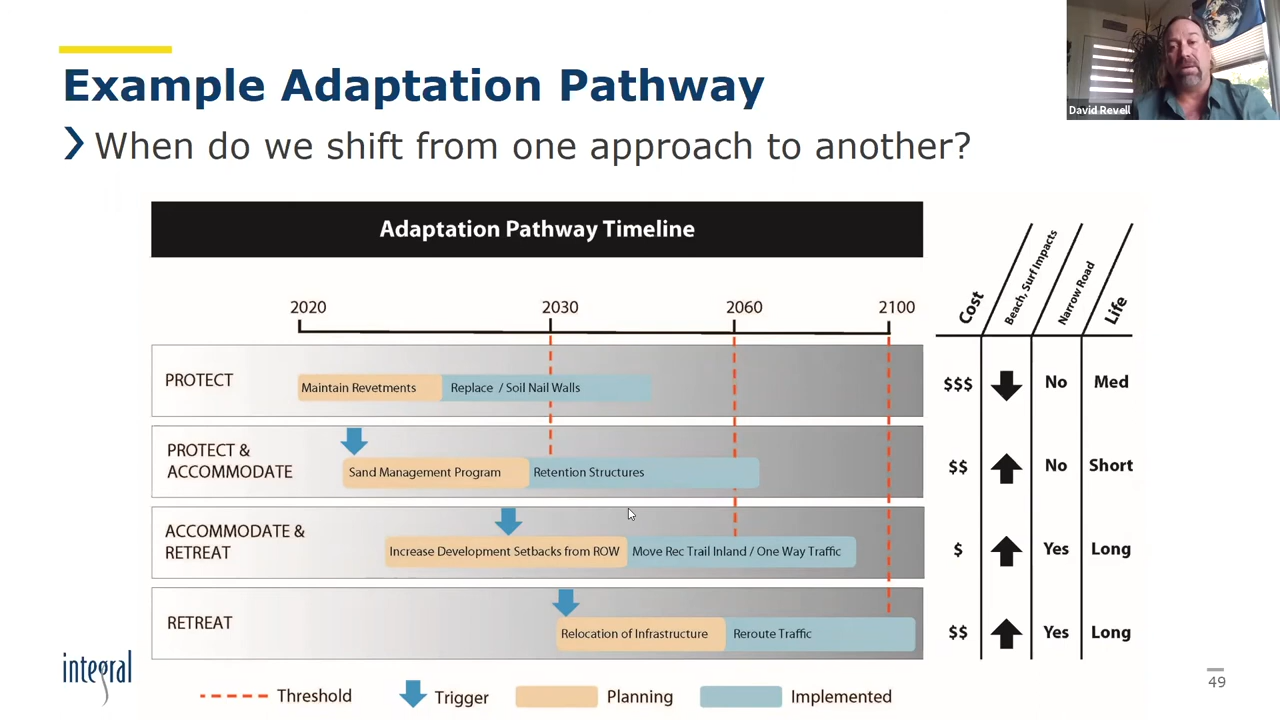 Example Adaptation Pathway
When do we shift from one approach to another?
David Revell
Adaptation Pathway Timeline
2020 2030 2060 2100
Cost Beach, Surf Impacts Narrow Road Life
PROTECT
Maintain Revetments Replace / Soil Nail Walls
$$$ No Med
PROTECT &
ACCOMMODATE
Sand Management Program Retention Structures
$$ No Short
ACCOMMODATE &
RETREAT
Increase Development Setbacks from ROW Move Rec Trail Inland / One Way Traffic
$ Yes Long
RETREAT
Relocation of Infrastructure Reroute Traffic
$$ Yes Long
integral
Threshold Trigger Planning Implemented
49